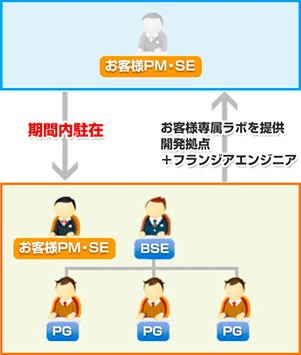 お客様PM・SE
期間内駐在
お客様専属ラボを提供
開発拠点
＋フランジアエンジニア
お客様PM・SE
BSE
PG
PG
PG